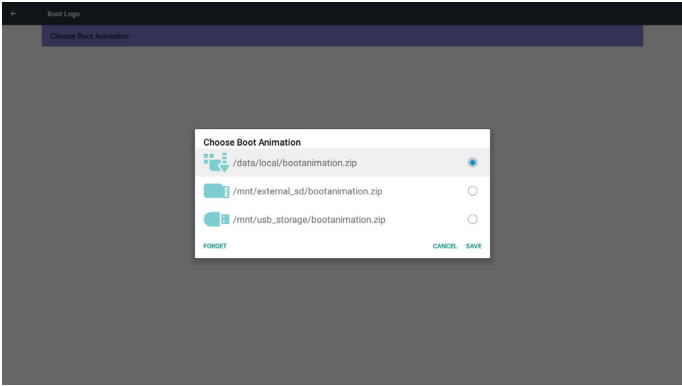 Boot Logo
Choose Boot Animation
Choose Boot Animation
/data/local/bootanimation.zip
/mnt/external_sd/bootanimation.zip
/mnt/usb_storage/bootanimation.zip
FORGET CANCEL SAVE